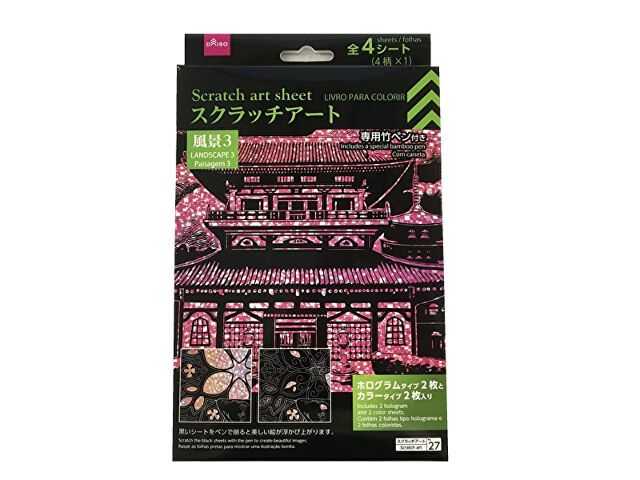 DAISO
sheets / folhas
全4シート
(4 柄 × 1)
Scratch art sheet
LIVRO PARA COLORIR
スクラッチアート
風景3
LANDSCAPE 3
Paisagem 3
専用竹ペン付き
Includes a special bamboo pen
Com caneta
ホログラムタイプ2枚と
カラータイプ2枚入り
Includes 2 hologram
and 2 color sheets.
Contém 2 folhas tipo holograma e
2 folhas coloridas.
黒いシートをペンで削ると美しい絵が浮かび上がります。
Scratch the black sheets with the pen to create beautiful images.
Raspe as folhas pretas para mostrar uma ilustração bonita.
スクラッチアート
Scratch art
27